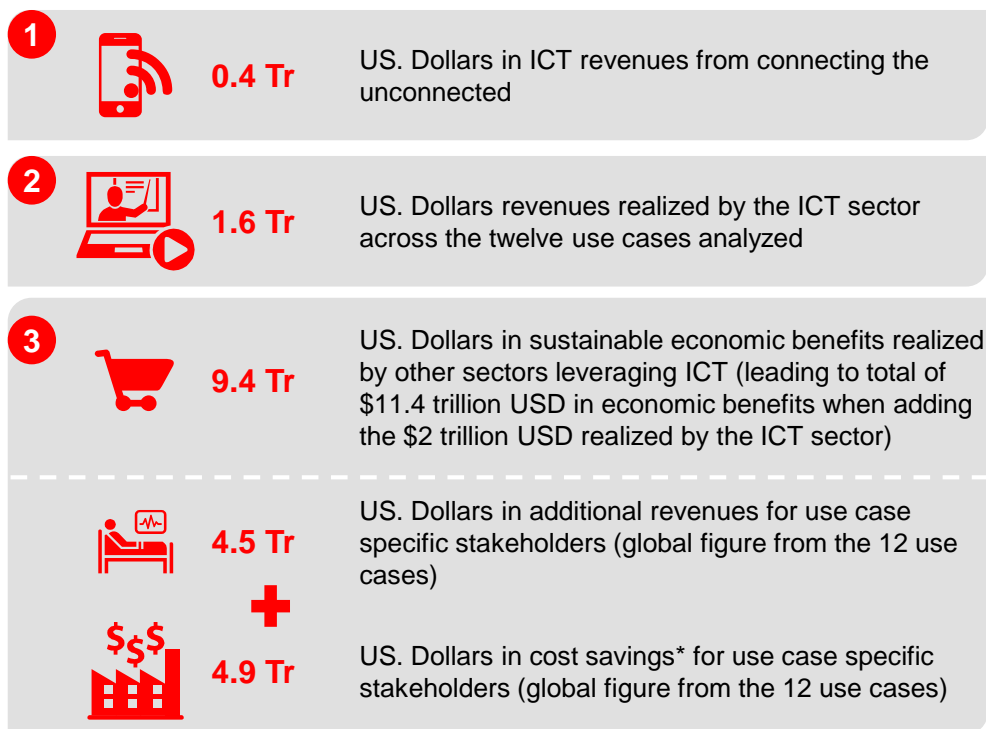 1
0.4 Tr
US. Dollars in ICT revenues from connecting the
unconnected
2
1.6 Tr
US. Dollars revenues realized by the ICT sector
across the twelve use cases analyzed
3
9.4 Tr
US. Dollars in sustainable economic benefits realized
by other sectors leveraging ICT (leading to total of
$11.4 trillion USD in economic benefits when adding
the $2 trillion USD realized by the ICT sector)
4.5 Tr
US. Dollars in additional revenues for use case
specific stakeholders (global figure from the 12 use
cases)
$$$
4.9 Tr
US. Dollars in cost savings* for use case specific
stakeholders (global figure from the 12 use cases)